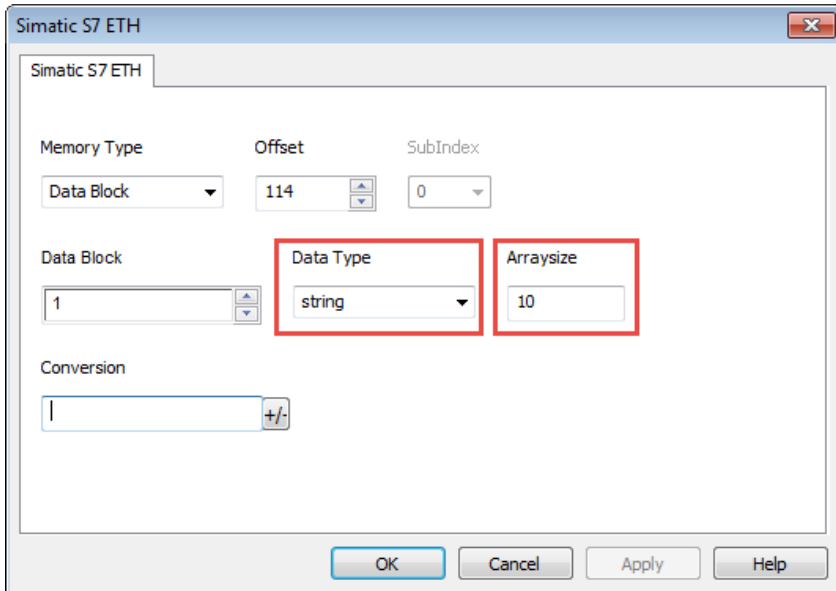 Simatic S7 ETH
Simatic S7 ETH
Memory Type Offset SubIndex
Data Block 114 0
Data Block Data Type Arraysize
1 string 10
Conversion
+/-
OK Cancel Apply Help